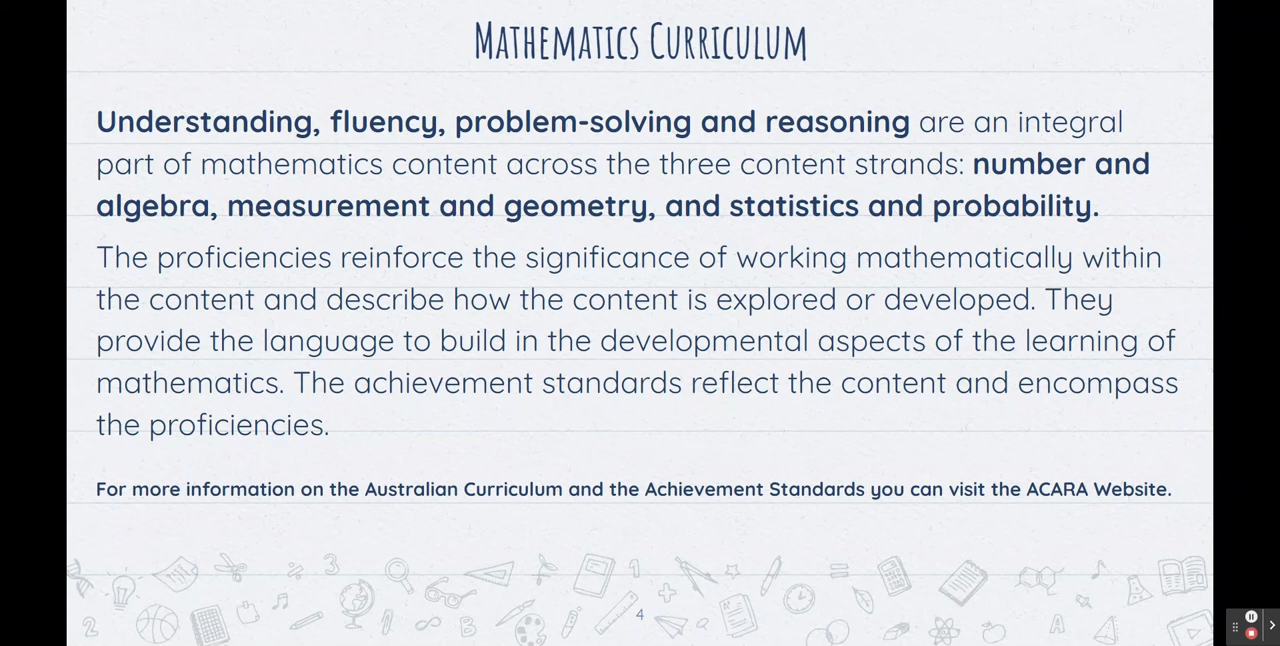 Mathematics Curriculum
Understanding, fluency, problem-solving and reasoning are an integral
part of mathematics content across the three content strands: number and
algebra, measurement and geometry, and statistics and probability.
The proficiencies reinforce the significance of working mathematically within
the content and describe how the content is explored or developed. They
provide the language to build in the developmental aspects of the learning of
mathematics. The achievement standards reflect the content and encompass
the proficiencies.
For more information on the Australian Curriculum and the Achievement Standards you can visit the ACARA Website.
3
1
2
B
A
4